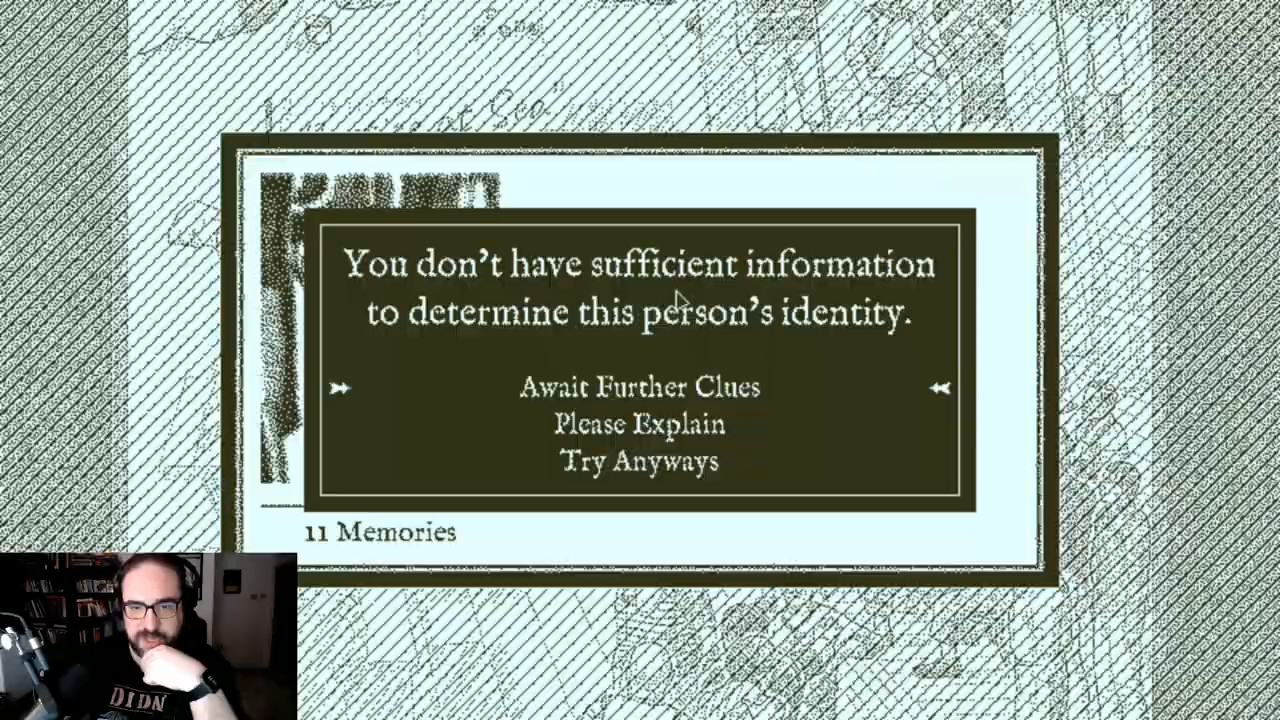 You don't have sufficient information
to determine this person's identity.
Await Further Clues
Please Explain
Try Anyways
11 Memories
DIDN